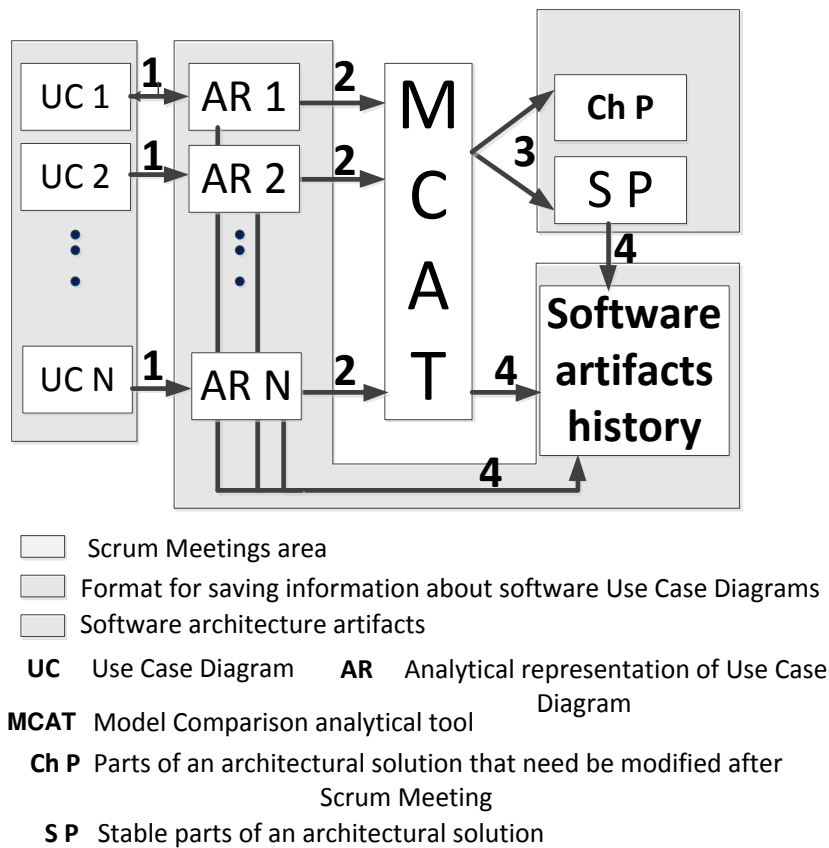 UC 1
1
AR 1
2
M
C
A
T
Ch P
3
UC 2
1
AR 2
2
S P
4
UC N
1
AR N
2
4
Software
artifacts
history
4
Scrum Meetings area
Format for saving information about software Use Case Diagrams
Software architecture artifacts
UC Use Case Diagram AR Analytical representation of Use Case
Diagram
MCAT Model Comparison analytical tool
Ch P Parts of an architectural solution that need be modified after
Scrum Meeting
S P Stable parts of an architectural solution